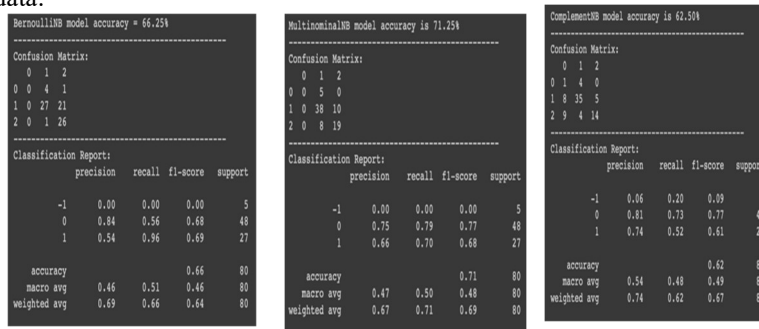 data.
BernoulliNB model accuracy = 66.25%
Confusion Matrix:
0 1 2
0 0 4 1
1 0 27 21
2 0 1 26
Classification Report:
precision recall f1-score support
-1 0.00 0.00 0.00 5
0 0.84 0.56 0.68 48
1 0.54 0.96 0.69 27
accuracy 0.66 80
macro avg 0.46 0.51 0.46 80
weighted avg 0.69 0.66 0.64 80
MultinominalNB model accuracy is 71.25%
Confusion Matrix:
0 1 2
0 0 5 0
1 0 38 10
2 0 8 19
Classification Report:
precision recall f1-score support
-1 0.00 0.00 0.00 5
0 0.75 0.79 0.77 48
1 0.66 0.70 0.68 27
accuracy 0.71 80
macro avg 0.47 0.50 0.48 80
weighted avg 0.67 0.71 0.69 80
ComplementNB model accuracy is 62.50%
Confusion Matrix:
0 1 2
0 1 4 0
1 8 35 5
2 9 4 14
Classification Report:
precision recall f1-score
-1 0.06 0.20 0.09
0 0.81 0.73 0.77
1 0.74 0.52 0.61
accuracy 0.62
macro avg 0.54 0.48 0.49
weighted avg 0.74 0.62 0.67